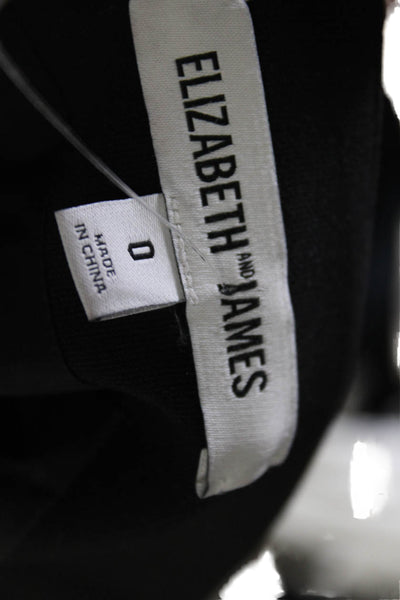 ELIZABETH AND JAMES
0
MADE
IN CHINA